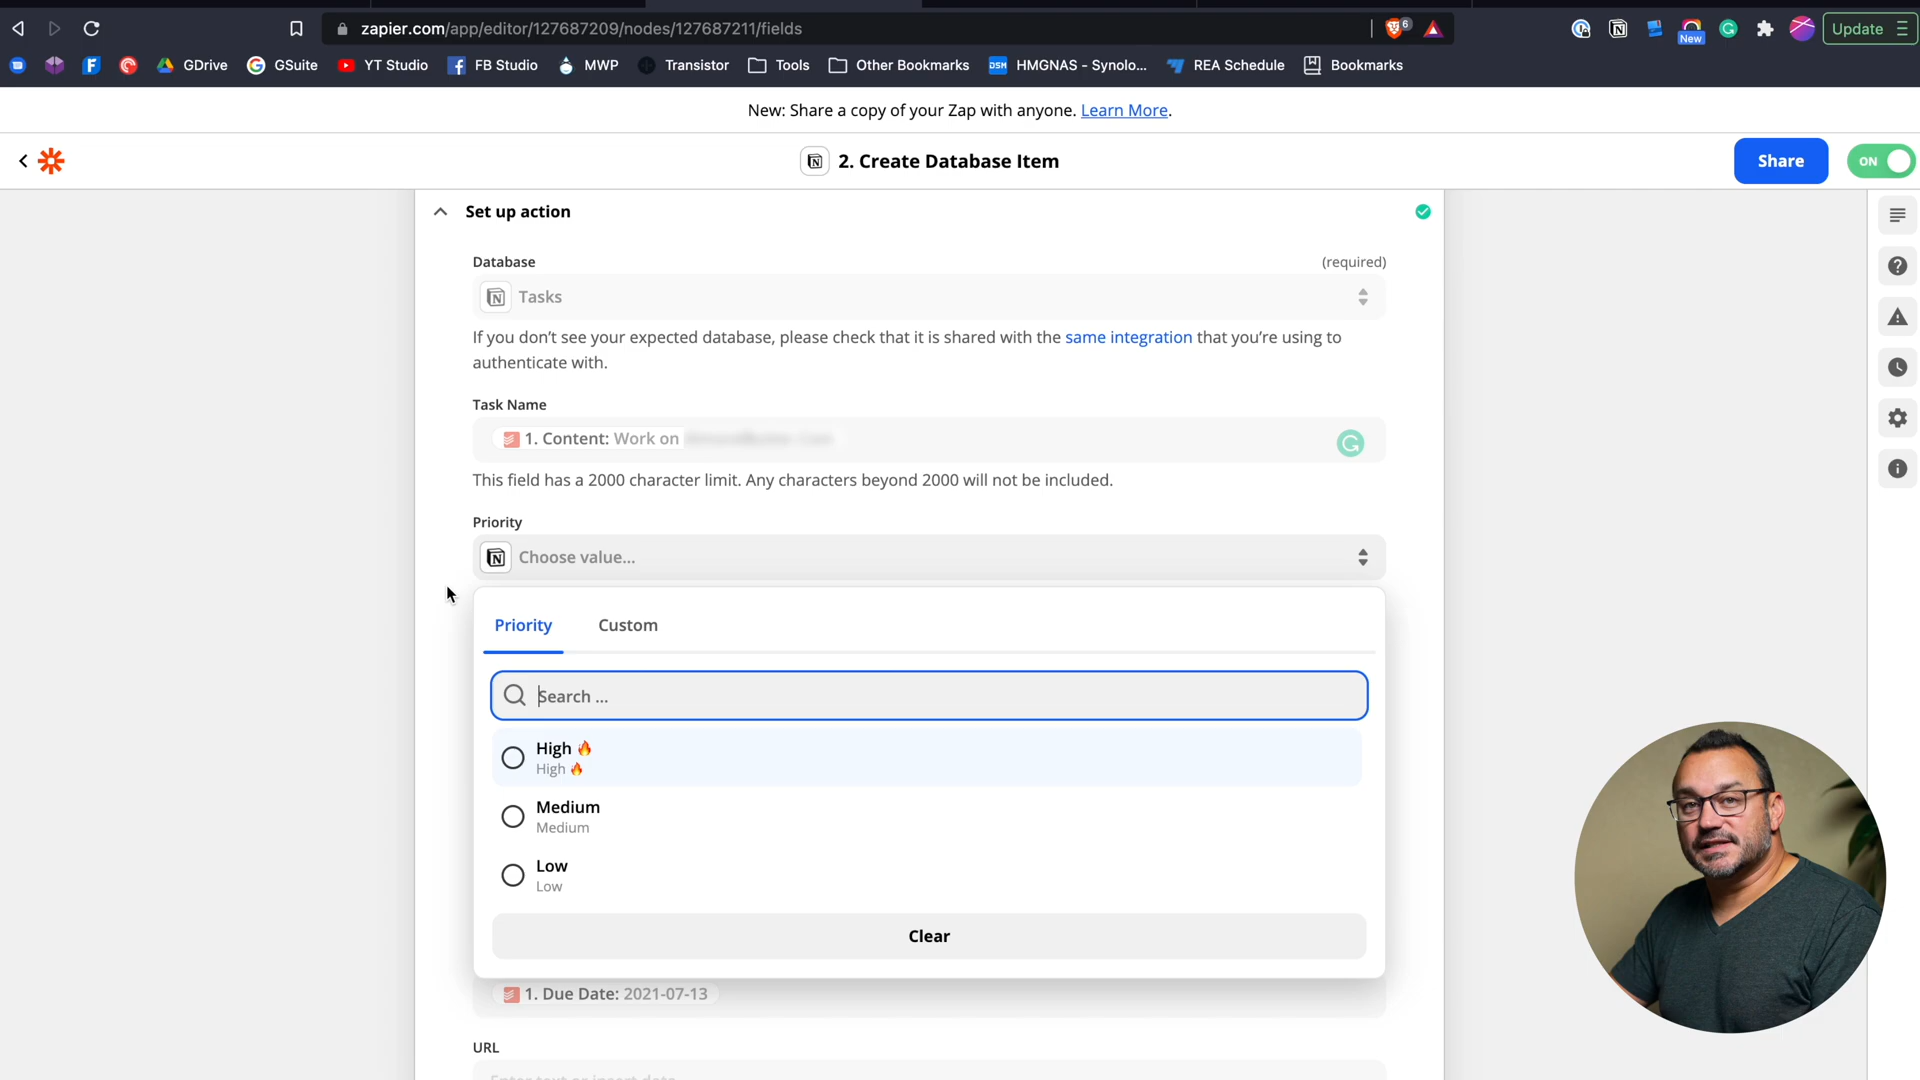 zapier.com/app/editor/127687209/nodes/127687211/fields
6
New
Update
GDrive
GSuite
YT Studio
FB Studio
MWP
Transistor
Tools
Other Bookmarks
DSM
HMGNAS - Synolo...
REA Schedule
Bookmarks
New: Share a copy of your Zap with anyone. Learn More.
2. Create Database Item
Share
ON
Set up action
Database
(required)
Tasks
If you don't see your expected database, please check that it is shared with the same integration that you're using to
authenticate with.
Task Name
1. Content: Work on
This field has a 2000 character limit. Any characters beyond 2000 will not be included.
Priority
Choose value...
Priority
Custom
Search ...
High 🔥
High 🔥
Medium
Medium
Low
Low
Clear
1. Due Date: 2021-07-13
URL